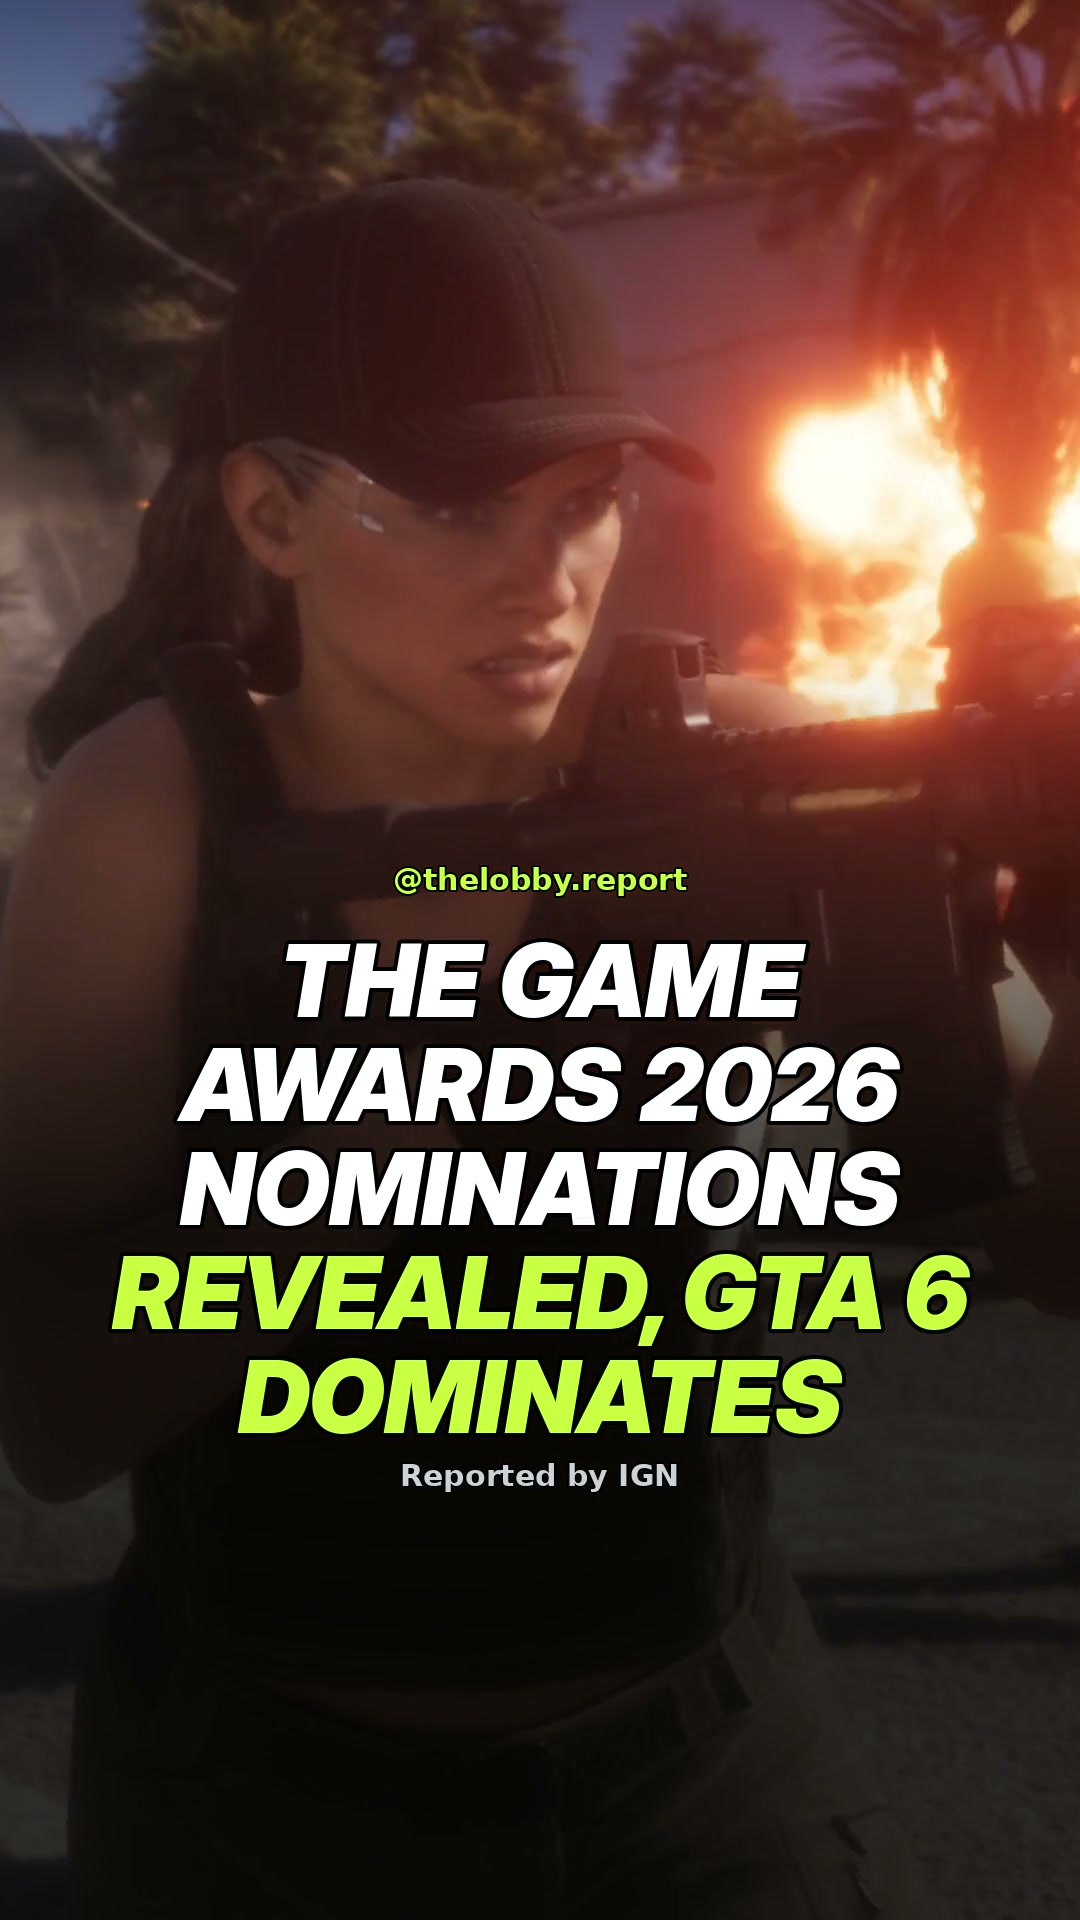 @thelobby.report
THE GAME
AWARDS 2026
NOMINATIONS
REVEALED, GTA 6
DOMINATES
Reported by IGN